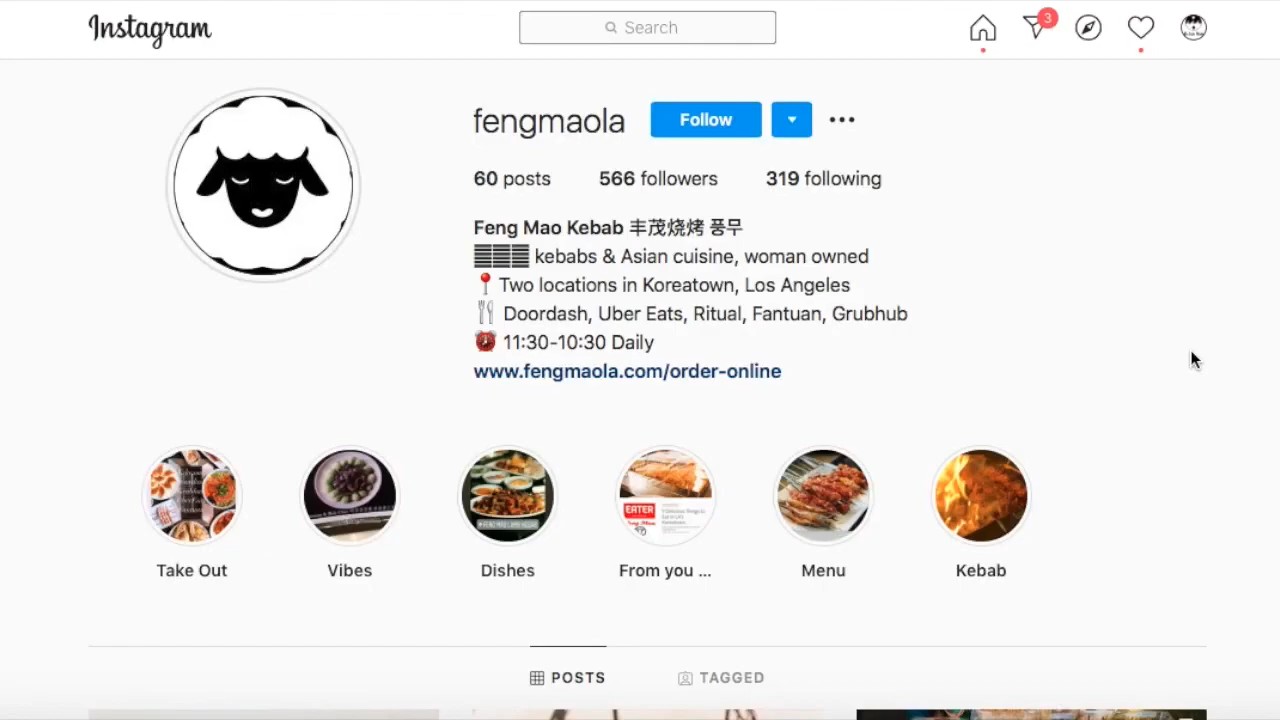 Instagram
Search
3
fengmaola
Follow
60 posts 566 followers 319 following
Feng Mao Kebab 丰茂烧烤 풍무
kebabs & Asian cuisine, woman owned
Two locations in Koreatown, Los Angeles
Doordash, Uber Eats, Ritual, Fantuan, Grubhub
11:30-10:30 Daily
www.fengmaola.com/order-online
EATER
Take Out Vibes Dishes From you ... Menu Kebab
POSTS TAGGED